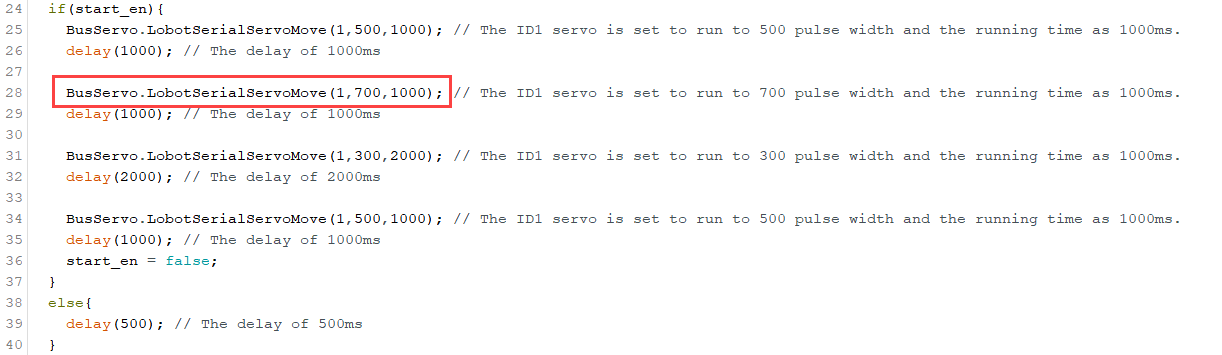 24 if(start_en){
25 BusServo.LobotSerialServoMove(1,500,1000); // The ID1 servo is set to run to 500 pulse width and the running time as 1000ms.
26 delay(1000); // The delay of 1000ms
27
28 BusServo.LobotSerialServoMove(1,700,1000); // The ID1 servo is set to run to 700 pulse width and the running time as 1000ms.
29 delay(1000); // The delay of 1000ms
30
31 BusServo.LobotSerialServoMove(1,300,2000); // The ID1 servo is set to run to 300 pulse width and the running time as 1000ms.
32 delay(2000); // The delay of 2000ms
33
34 BusServo.LobotSerialServoMove(1,500,1000); // The ID1 servo is set to run to 500 pulse width and the running time as 1000ms.
35 delay(1000); // The delay of 1000ms
36 start_en = false;
37 }
38 else{
39 delay(500); // The delay of 500ms
40 }